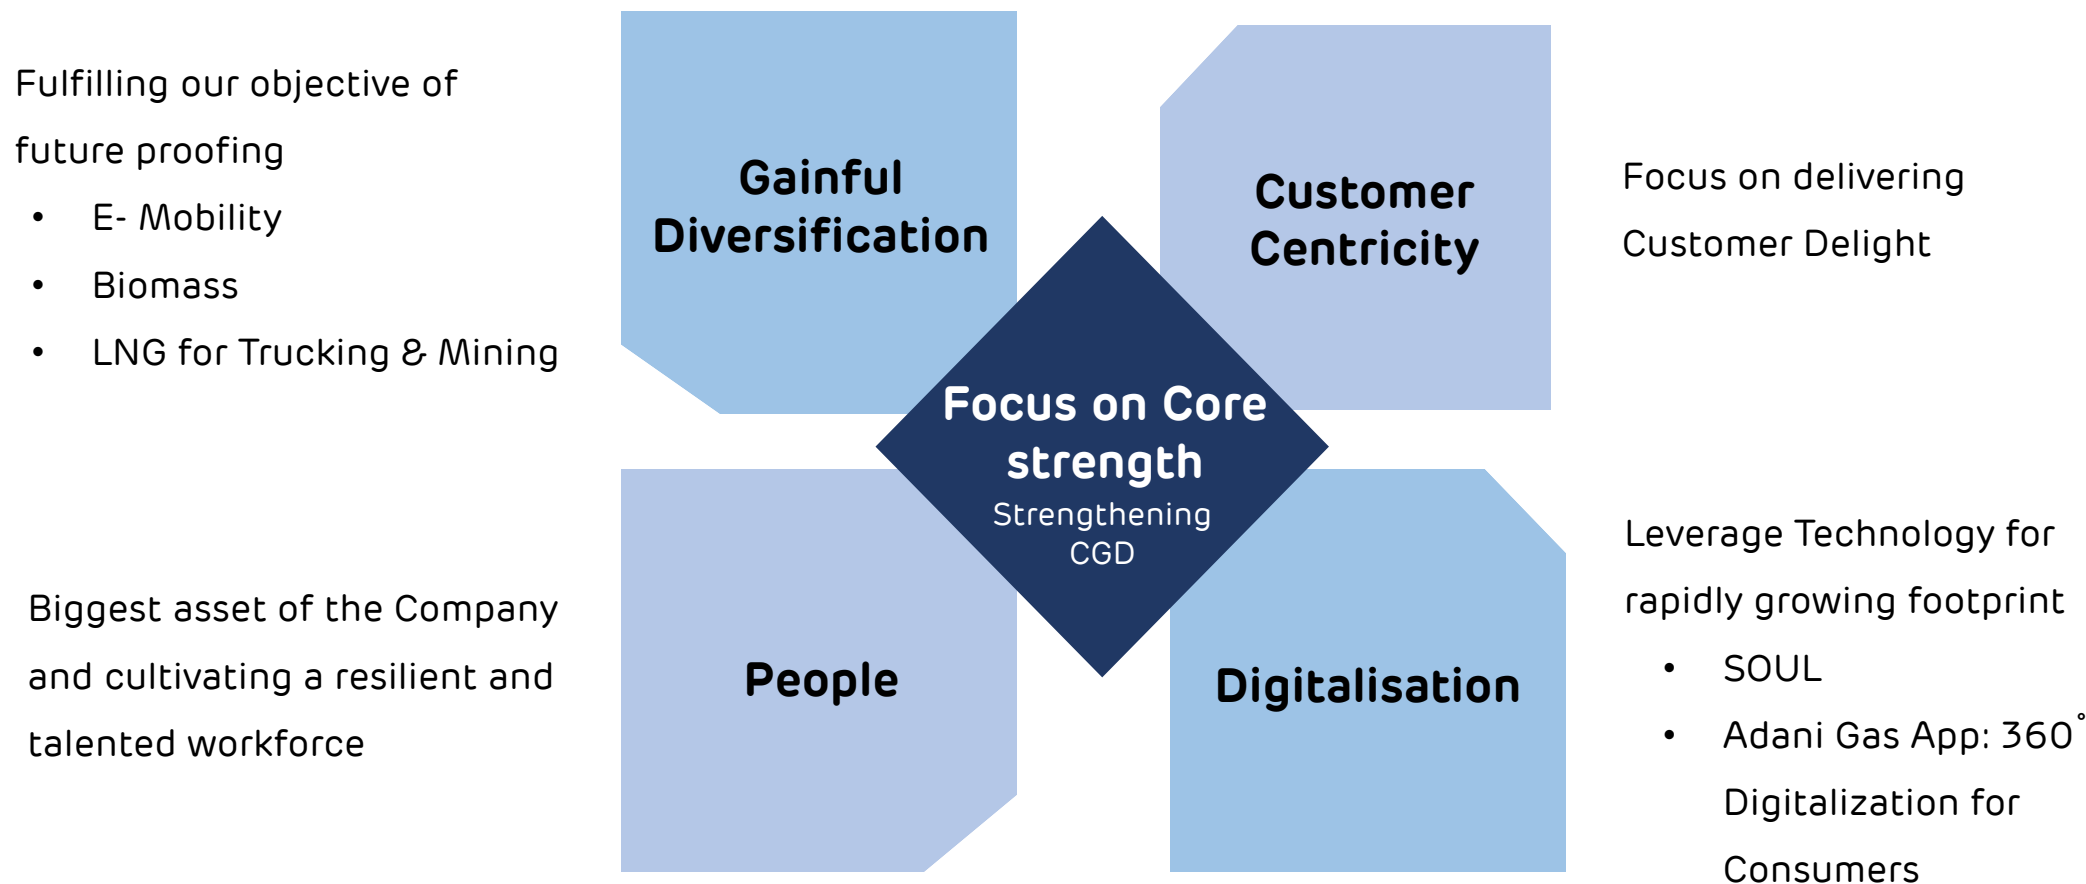 Fulfilling our objective of
future proofing
• E- Mobility
• Biomass
• LNG for Trucking & Mining
Gainful
Diversification
Customer
Centricity
Focus on delivering
Customer Delight
Focus on Core
strength
Strengthening
CGD
Biggest asset of the Company
and cultivating a resilient and
talented workforce
People
Digitalisation
Leverage Technology for
rapidly growing footprint
• SOUL
• Adani Gas App: 360°
Digitalization for
Consumers